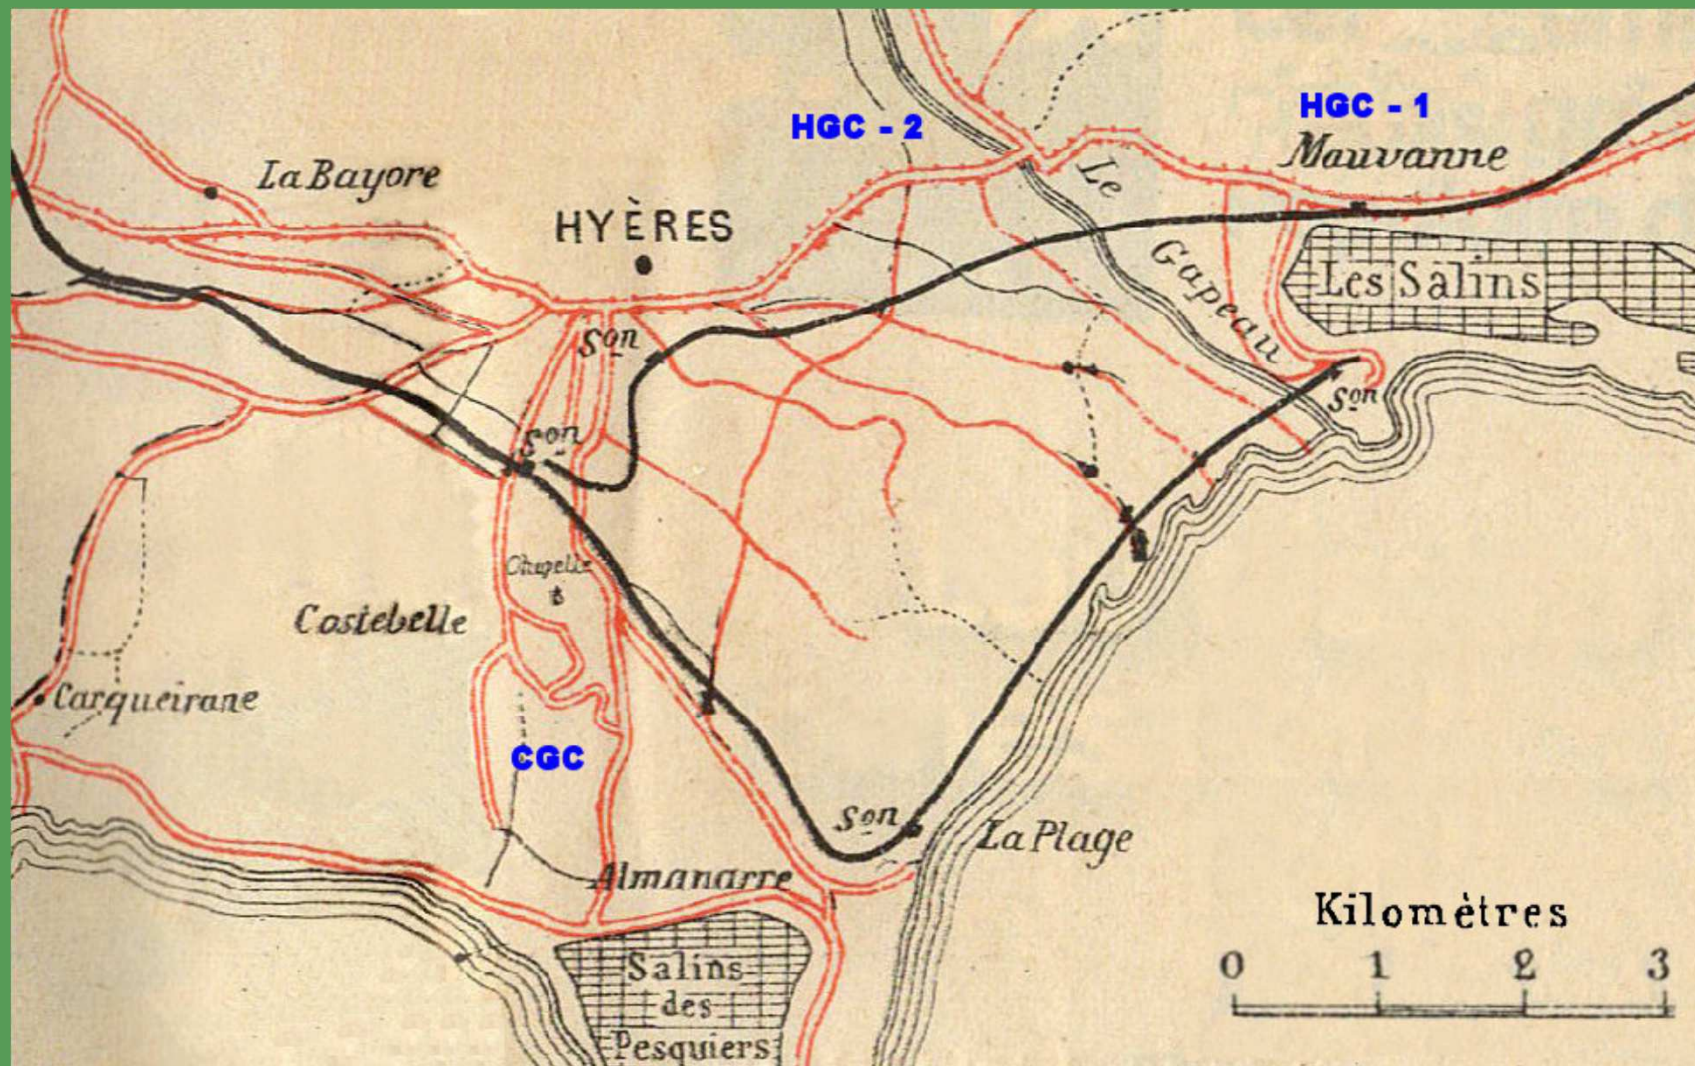 HGC - 1
HGC - 2
Mauvanne
La Bayore
Le
Gapeau
HYÈRES
Les Salins
Son
Son
Son
Chapelle
Costebelle
Carqueirane
CGC
Son
La Plage
Almanarre
Kilomètres
0 1 2 3
Salins
des
Pesquiers